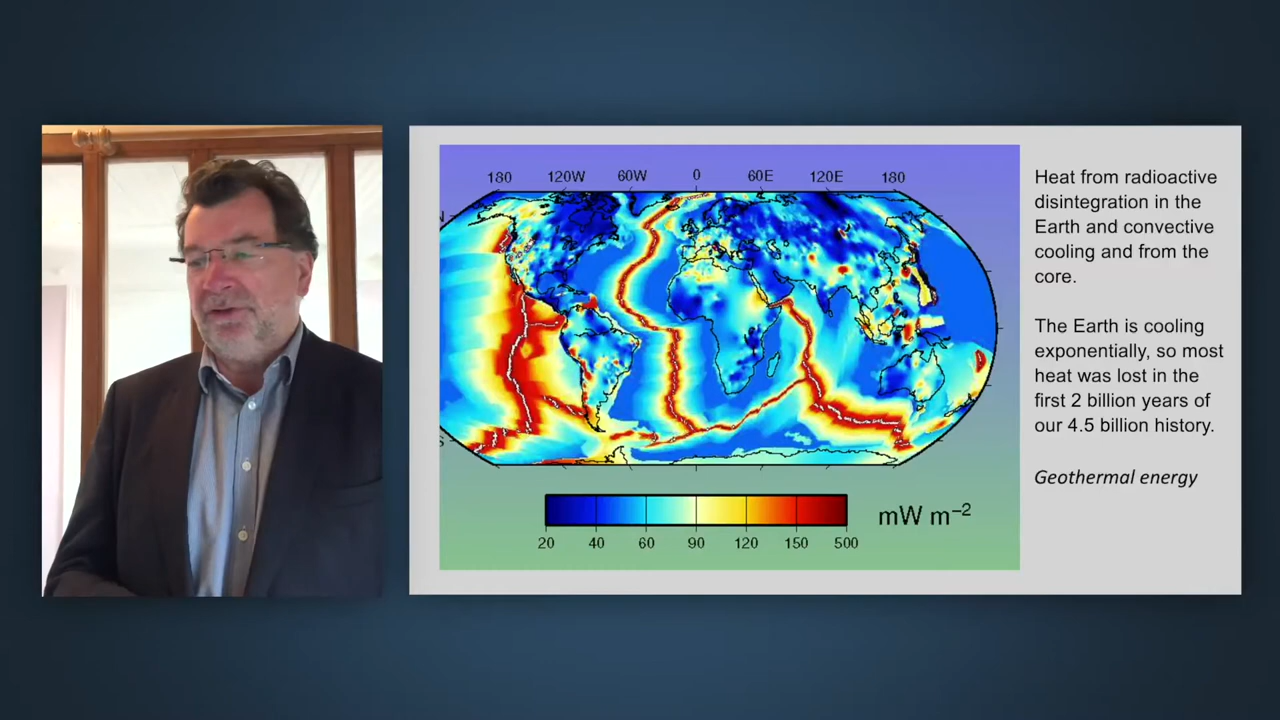 180 120W 60W 0 60E 120E 180
N
S
20 40 60 90 120 150 500
mW m⁻²
Heat from radioactive
disintegration in the
Earth and convective
cooling and from the
core.
The Earth is cooling
exponentially, so most
heat was lost in the
first 2 billion years of
our 4.5 billion history.
Geothermal energy